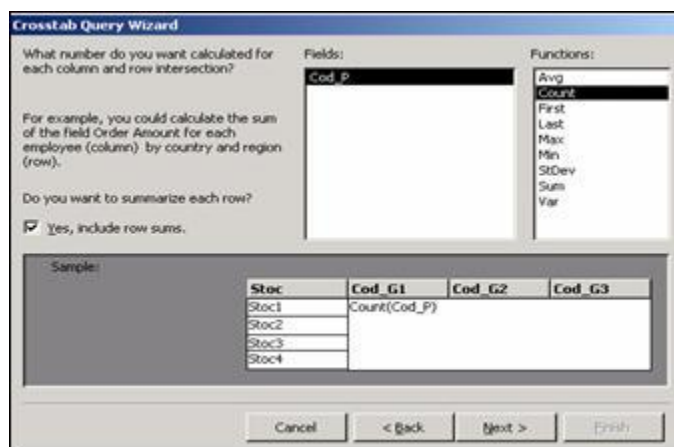 Crosstab Query Wizard
What number do you want calculated for
each column and row intersection?
For example, you could calculate the sum
of the field Order Amount for each
employee (column) by country and region
(row).
Do you want to summarize each row?
Yes, include row sums.
Fields:
Cod_P
Functions:
Avg
Count
First
Last
Max
Min
StDev
Sum
Var
Sample:
Stoc Cod_G1 Cod_G2 Cod_G3
Stoc1 Count(Cod_P)
Stoc2
Stoc3
Stoc4
Cancel < Back Next > Finish